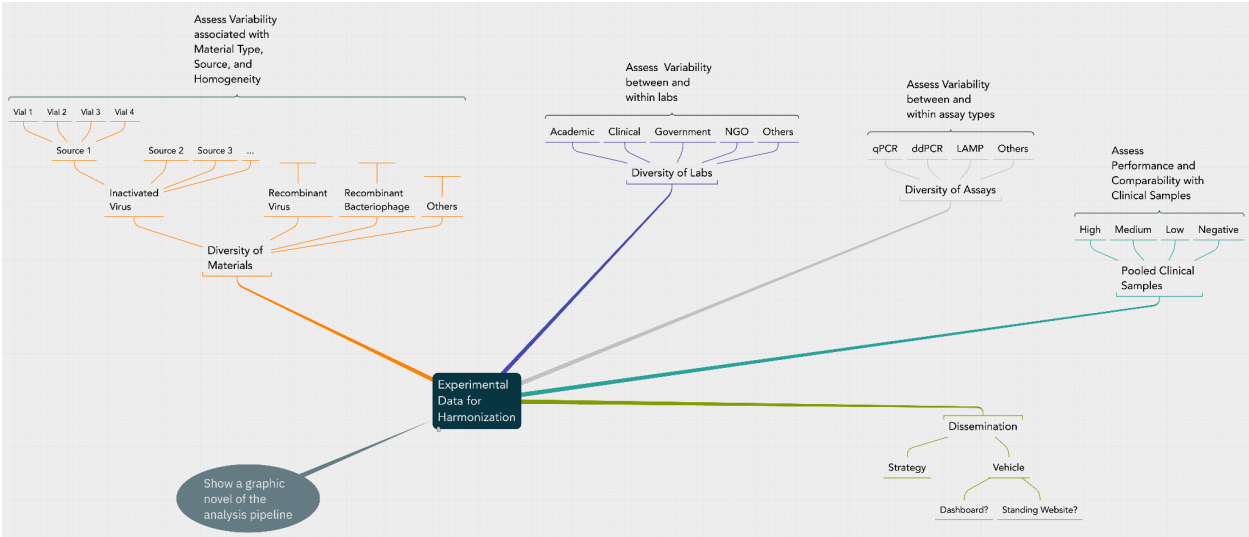 Assess Variability
associated with
Material Type,
Source, and
Homogeneity
Vial 1 Vial 2 Vial 3 Vial 4
Source 1 Source 2 Source 3 ...
Inactivated
Virus
Recombinant
Virus
Recombinant
Bacteriophage
Others
Diversity of
Materials
Assess Variability
between and
within labs
Academic Clinical Government NGO Others
Diversity of Labs
Assess Variability
between and
within assay types
qPCR ddPCR LAMP Others
Diversity of Assays
Assess
Performance and
Comparability with
Clinical Samples
High Medium Low Negative
Pooled Clinical
Samples
Experimental
Data for
Harmonization
Dissemination
Strategy Vehicle
Dashboard? Standing Website?
Show a graphic
novel of the
analysis pipeline